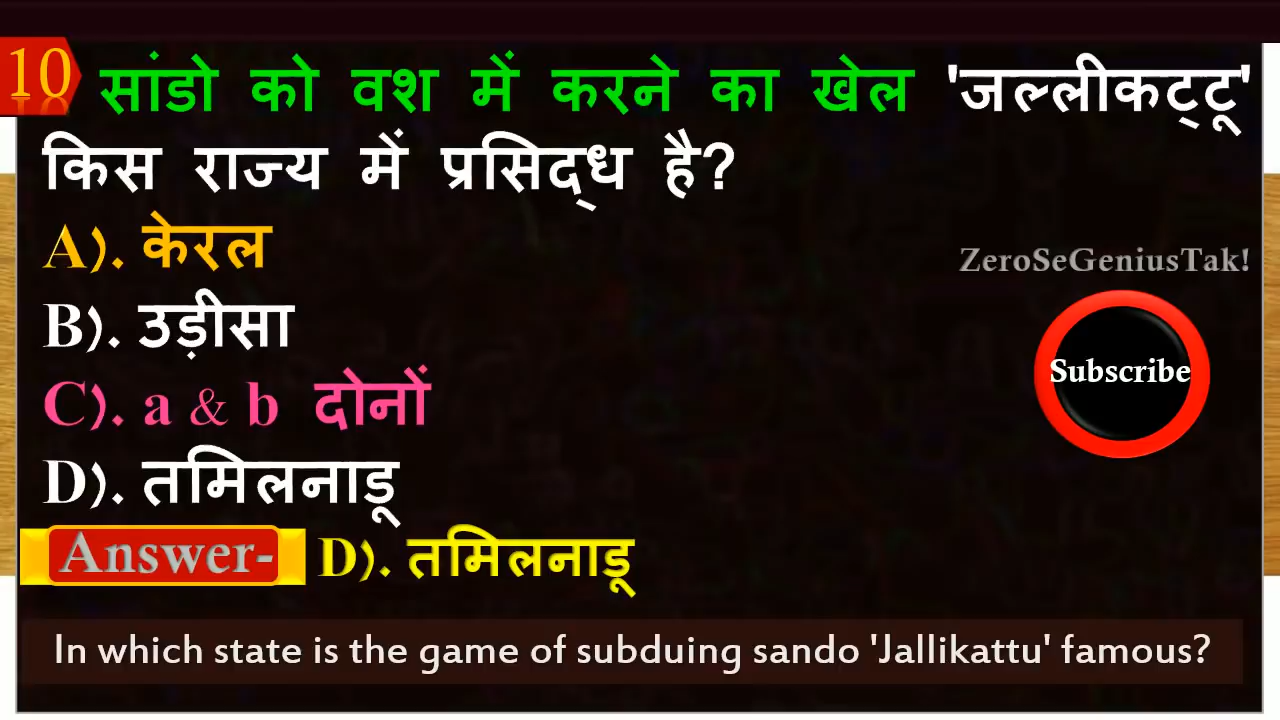 10 सांडो को वश में करने का खेल 'जल्लीकट्टू'
किस राज्य में प्रसिद्ध है?
A). केरल
ZeroSeGeniusTak!
B). उड़ीसा
Subscribe
C). a & b दोनों
D). तमिलनाडू
Answer- D). तमिलनाडू
In which state is the game of subduing sando 'Jallikattu' famous?